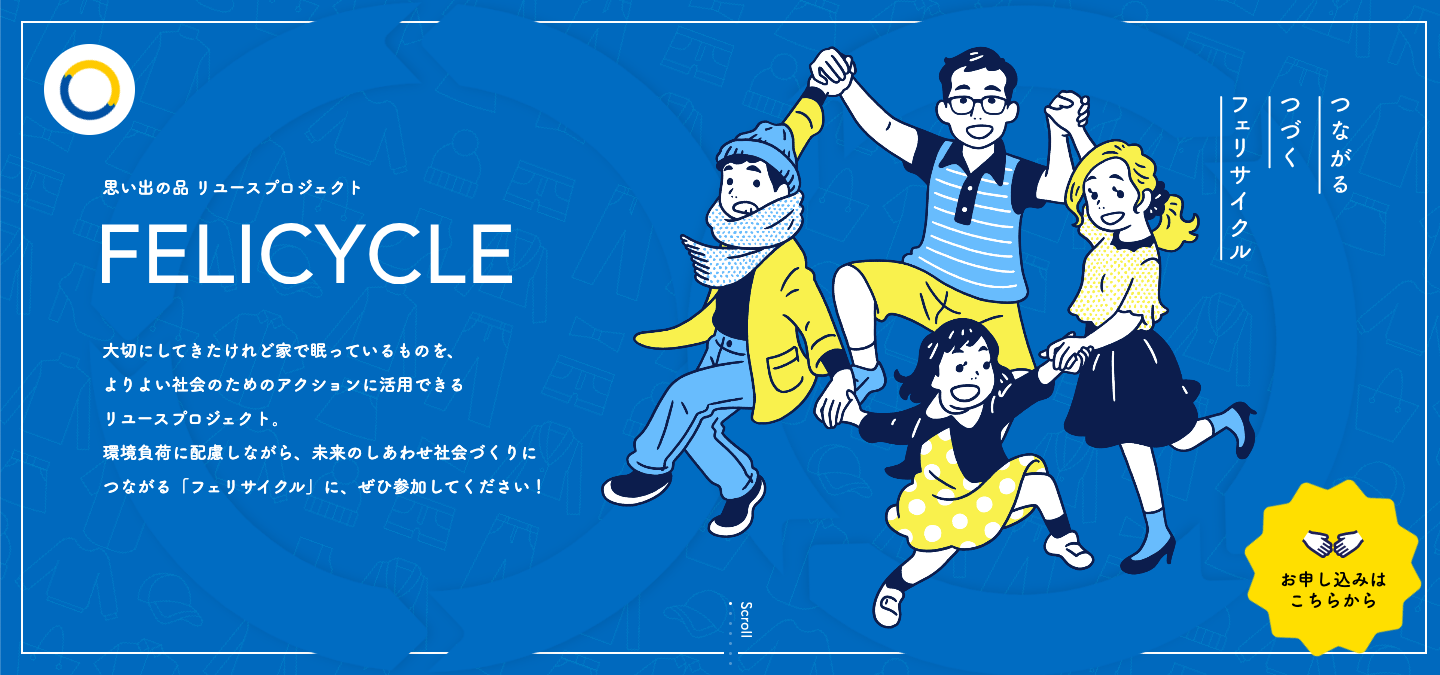 思い出の品 リユースプロジェクト
FELICYCLE
大切にしてきたけれど家で眠っているものを、
よりよい社会のためのアクションに活用できる
リユースプロジェクト。
環境負荷に配慮しながら、未来のしあわせ社会づくりに
つながる「フェリサイクル」に、ぜひ参加してください！
つながる
つづく
フェリサイクル
Scroll
お申し込みは
こちらから